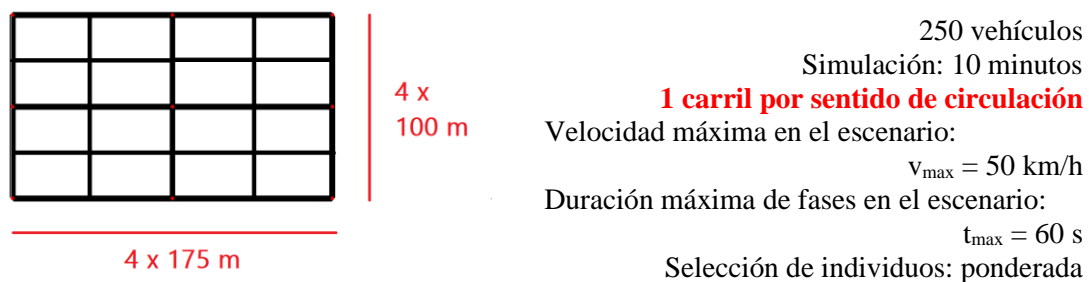 4 x
100 m
4 x 175 m
250 vehículos
Simulación: 10 minutos
1 carril por sentido de circulación
Velocidad máxima en el escenario:
vmax = 50 km/h
Duración máxima de fases en el escenario:
tmax = 60 s
Selección de individuos: ponderada